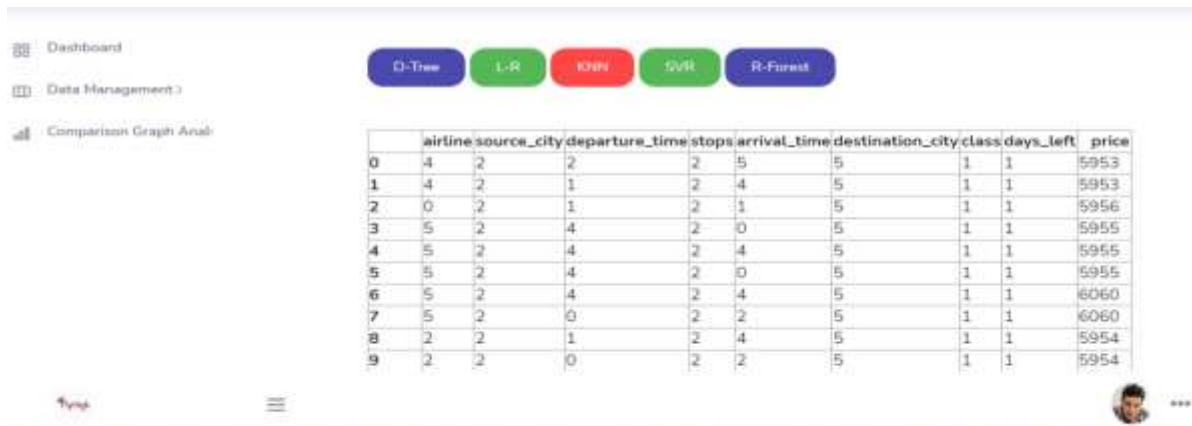 Dashboard
Data Management >
Comparison Graph Anal
D-Tree L-R KNN SVR R-Forest
airline source_city departure_time stops arrival_time destination_city class days_left price
0 4 2 2 2 5 5 1 1 5953
1 4 2 1 2 4 5 1 1 5953
2 0 2 1 2 1 5 1 1 5956
3 5 2 4 2 0 5 1 1 5955
4 5 2 4 2 4 5 1 1 5955
5 5 2 4 2 0 5 1 1 5955
6 5 2 4 2 4 5 1 1 6060
7 5 2 0 2 2 5 1 1 6060
8 2 2 1 2 4 5 1 1 5954
9 2 2 0 2 2 5 1 1 5954